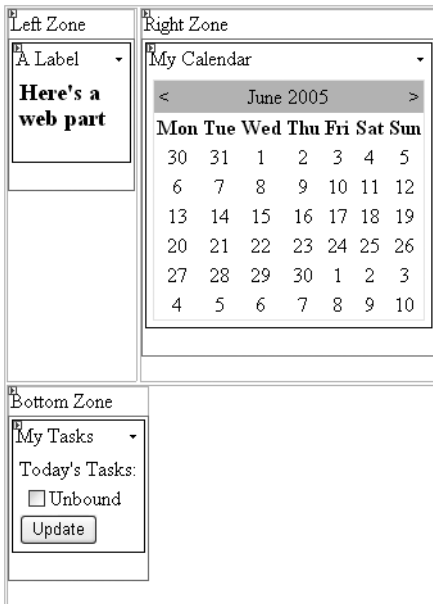 Left Zone
A Label
Here's a
web part
Right Zone
My Calendar
< June 2005 >
Mon Tue Wed Thu Fri Sat Sun
30 31 1 2 3 4 5
6 7 8 9 10 11 12
13 14 15 16 17 18 19
20 21 22 23 24 25 26
27 28 29 30 1 2 3
4 5 6 7 8 9 10
Bottom Zone
My Tasks
Today's Tasks:
Unbound
Update